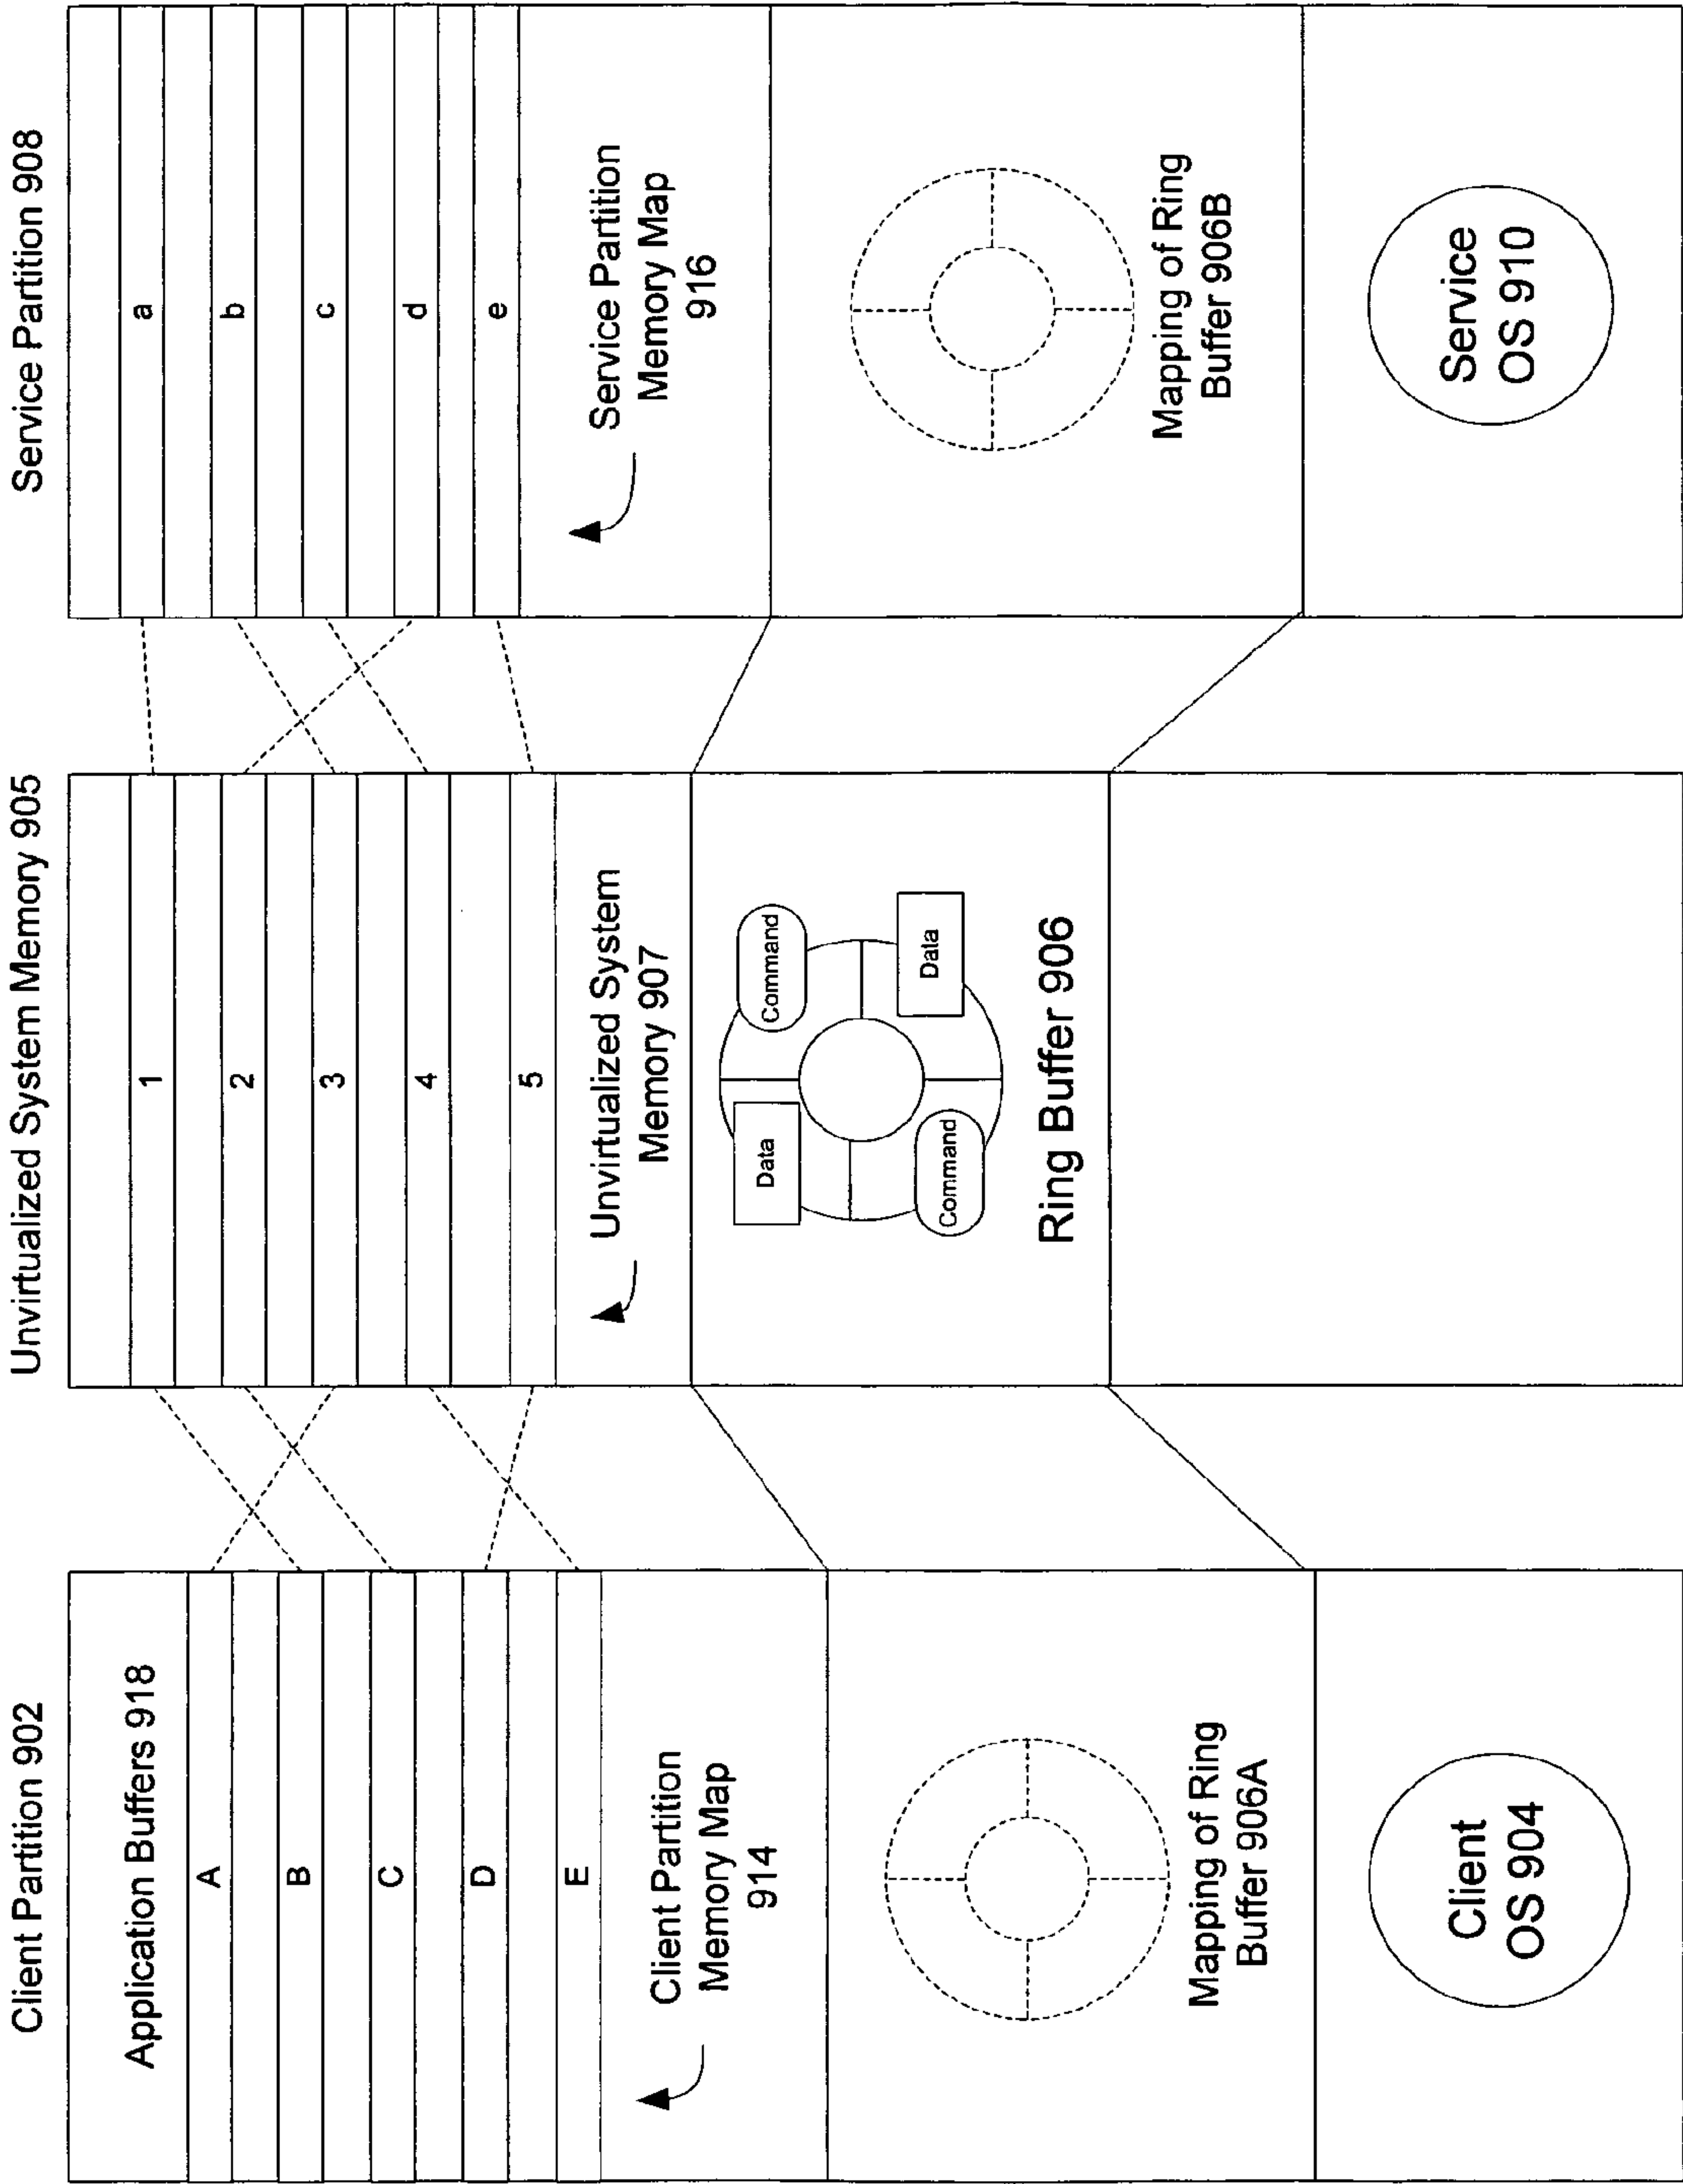 Client Partition 902
Application Buffers 918
A
B
C
D
E
Client Partition
Memory Map
914
Mapping of Ring
Buffer 906A
Client
OS 904
Unvirtualized System Memory 905
1
2
3
4
5
Unvirtualized System
Memory 907
Data
Command
Command
Data
Ring Buffer 906
Service Partition 908
a
b
c
d
e
Service Partition
Memory Map
916
Mapping of Ring
Buffer 906B
Service
OS 910